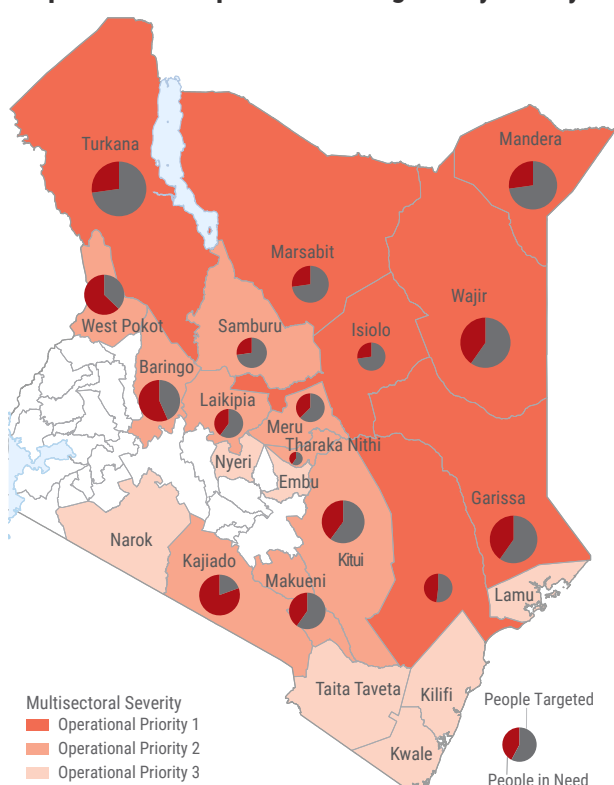 Mandera
Turkana
Marsabit
Wajir
West Pokot
Samburu
Isiolo
Baringo
Laikipia
Meru
Tharaka Nithi
Nyeri
Embu
Garissa
Narok
Kajiado
Kitui
Makueni
Lamu
Taita Taveta
Kilifi
Kwale
Multisectoral Severity
Operational Priority 1
Operational Priority 2
Operational Priority 3
People Targeted
People in Need